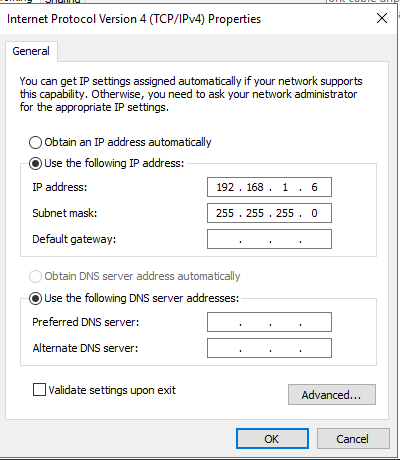 Internet Protocol Version 4 (TCP/IPv4) Properties
General
You can get IP settings assigned automatically if your network supports
this capability. Otherwise, you need to ask your network administrator
for the appropriate IP settings.
Obtain an IP address automatically
Use the following IP address:
IP address: 192 . 168 . 1 . 6
Subnet mask: 255 . 255 . 255 . 0
Default gateway: . . .
Obtain DNS server address automatically
Use the following DNS server addresses:
Preferred DNS server: . . .
Alternate DNS server: . . .
Validate settings upon exit
Advanced...
OK Cancel